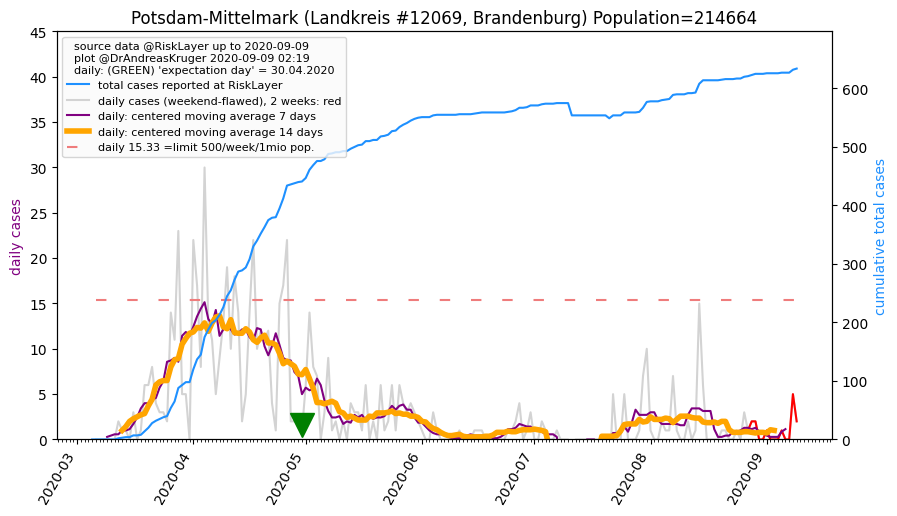 Potsdam-Mittelmark (Landkreis #12069, Brandenburg) Population=214664
source data @RiskLayer up to 2020-09-09
plot @DrAndreasKruger 2020-09-09 02:19
daily: (GREEN) 'expectation day' = 30.04.2020
total cases reported at RiskLayer
daily cases (weekend-flawed), 2 weeks: red
daily: centered moving average 7 days
daily: centered moving average 14 days
daily 15.33 =limit 500/week/1mio pop.
daily cases
45
40
35
30
25
20
15
10
5
0
600
500
400
300
200
100
0
cumulative total cases
2020-03
2020-04
2020-05
2020-06
2020-07
2020-08
2020-09